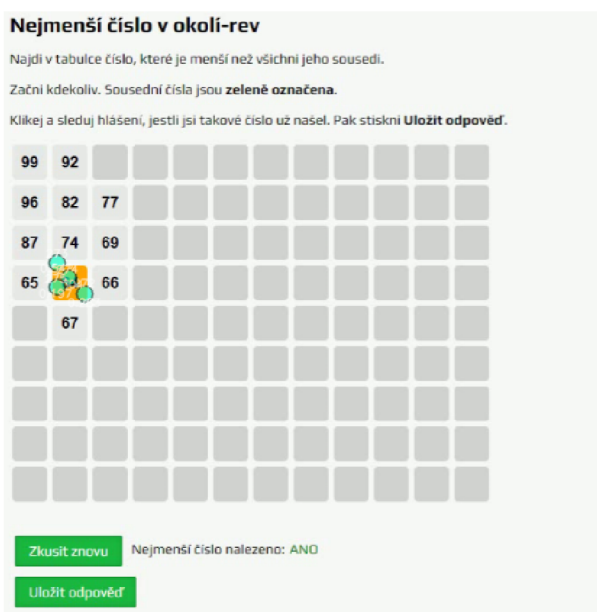 Nejmenší číslo v okolí-rev
Najdi v tabulce číslo, které je menší než všichni jeho sousedi.
Začni kdekoliv. Sousední čísla jsou zeleně označena.
Klikej a sleduj hlášení, jestli jsi takové číslo už našel. Pak stiskni Uložit odpověď.
99 92
96 82 77
87 74 69
65 66
67
Zkusit znovu Nejmenší číslo nalezeno: ANO
Uložit odpověď